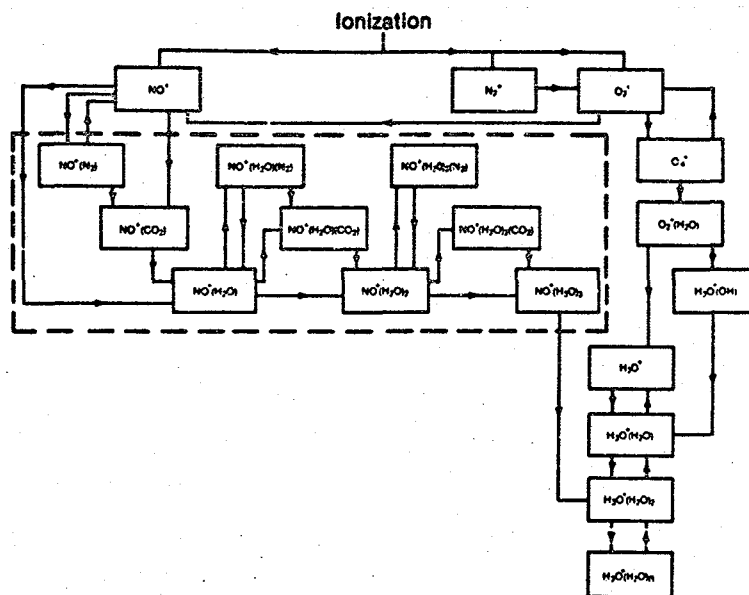 Ionization
NO⁺
N₂⁺
O₂⁺
NO⁺(N₂)
NO⁺(H₂O)(N₂)
NO⁺(H₂O)₂(N₂)
O₄⁺
NO⁺(CO₂)
NO⁺(H₂O)(CO₂)
NO⁺(H₂O)₂(CO₂)
O₂⁺(H₂O)
NO⁺(H₂O)
NO⁺(H₂O)₂
NO⁺(H₂O)₃
H₃O⁺(OH)
H₃O⁺
H₃O⁺(H₂O)
H₃O⁺(H₂O)₂
H₃O⁺(H₂O)